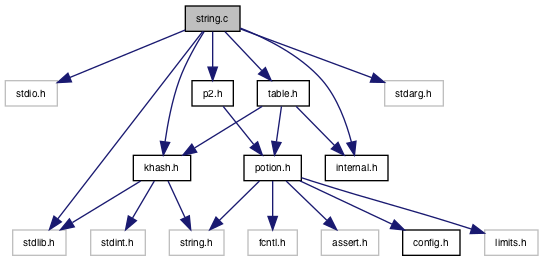 string.c
stdio.h
p2.h
table.h
stdarg.h
khash.h
potion.h
internal.h
stdlib.h
stdint.h
string.h
fcntl.h
assert.h
config.h
limits.h